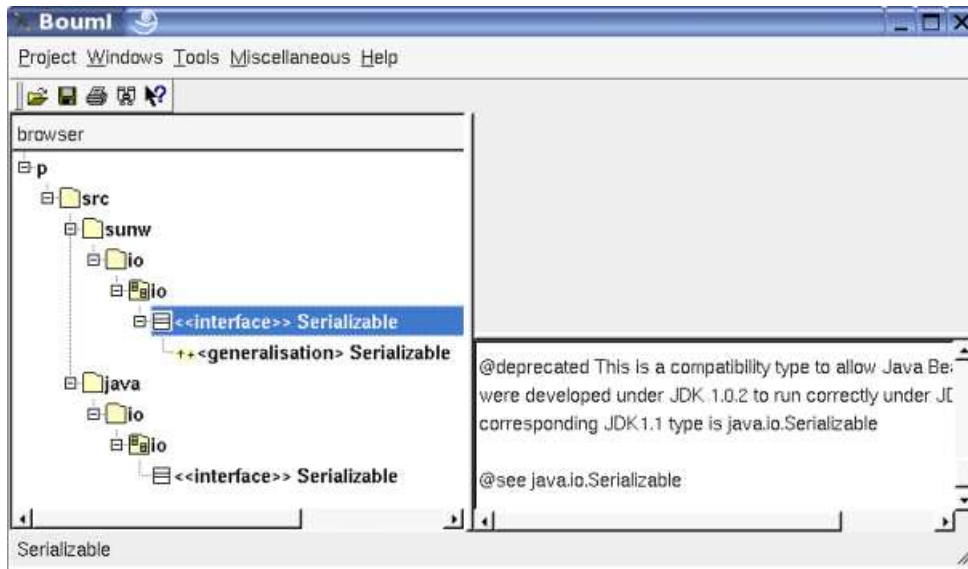 Bouml
Project Windows Tools Miscellaneous Help
browser
p
src
sunw
io
io
<<interface>> Serializable
<generalisation> Serializable
java
io
io
<<interface>> Serializable
@deprecated This is a compatibility type to allow Java
were developed under JDK 1.0.2 to run correctly under
corresponding JDK1.1 type is java.io.Serializable
@see java.io.Serializable
Serializable